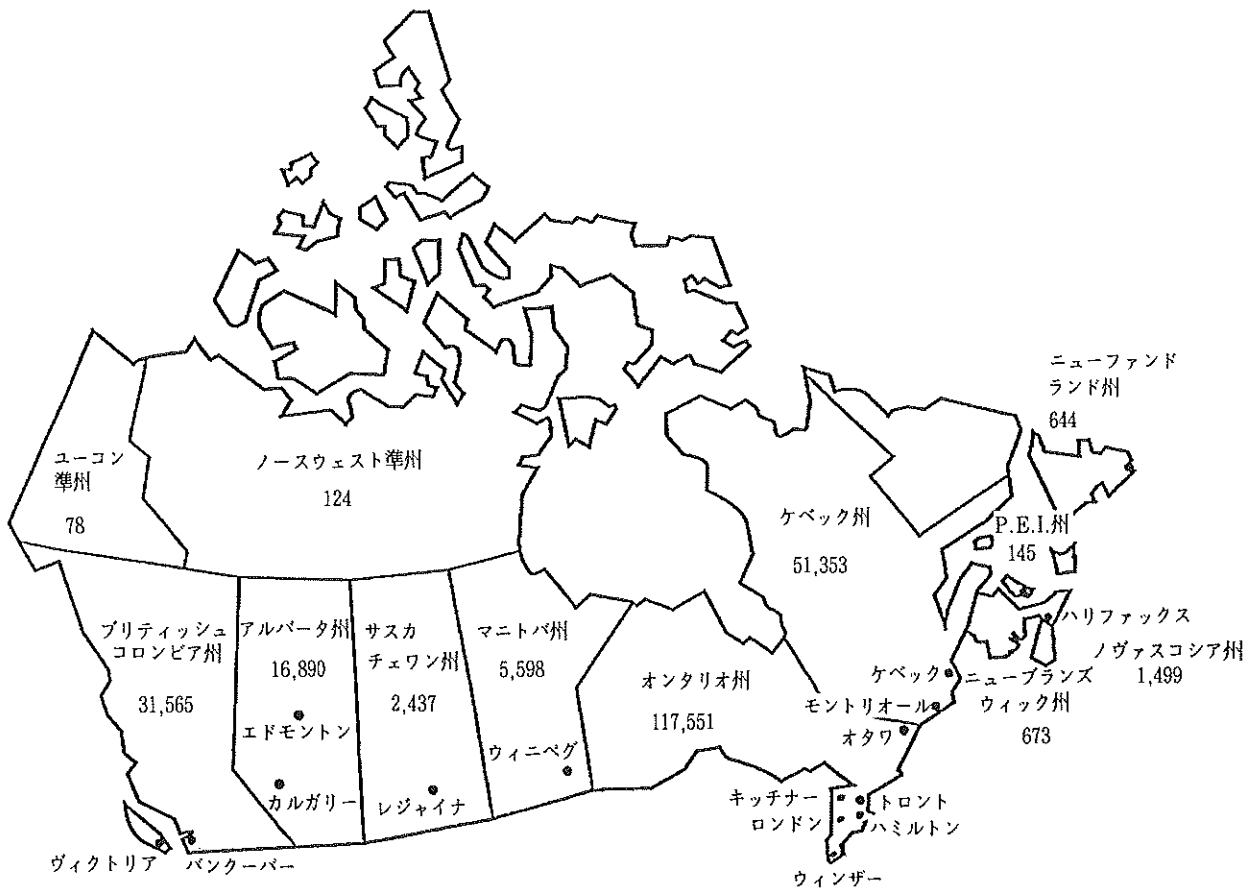 ニューファンド
ランド州
644
ユーコン
準州
78
ノースウェスト準州
124
ケベック州
51,353
P.E.I.州
145
ブリティッシュ
コロンビア州
31,565
アルバータ州
16,890
エドモントン
カルガリー
サスカ
チェワン州
2,437
レジャイナ
マニトバ州
5,598
ウィニペグ
オンタリオ州
117,551
ハリファックス
ノヴァスコシア州
1,499
ケベック
ニューブランズ
ウィック州
673
モントリオール
オタワ
キッチナー
トロント
ロンドン
ハミルトン
ウィンザー
ヴィクトリア
バンクーバー